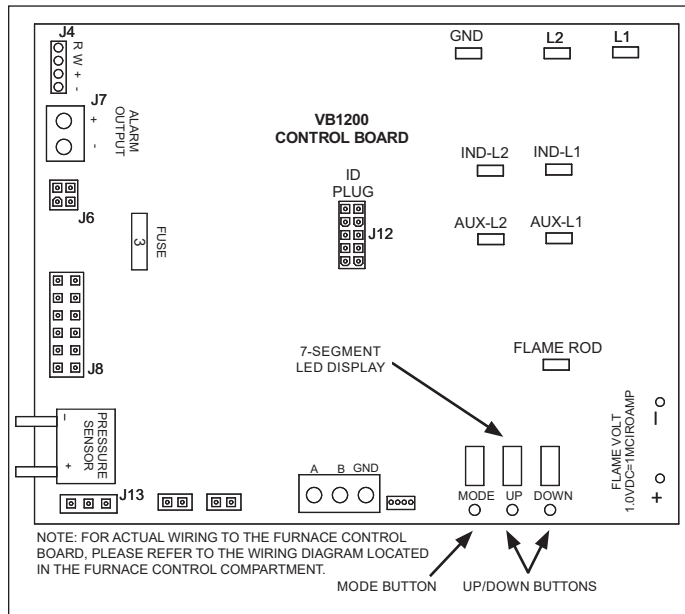 J4
R W + -
J7
+
-
ALARM
OUTPUT
J6
3
FUSE
J8
GND
L2
L1
VB1200
CONTROL BOARD
ID
PLUG
J12
IND-L2
IND-L1
AUX-L2
AUX-L1
7-SEGMENT
LED DISPLAY
FLAME ROD
FLAME VOLT
1.0VDC=1MCIROAMP
–
+
–
+
PRESSURE
SENSOR
J13
A B GND
MODE UP DOWN
NOTE: FOR ACTUAL WIRING TO THE FURNACE CONTROL
BOARD, PLEASE REFER TO THE WIRING DIAGRAM LOCATED
IN THE FURNACE CONTROL COMPARTMENT.
MODE BUTTON
UP/DOWN BUTTONS